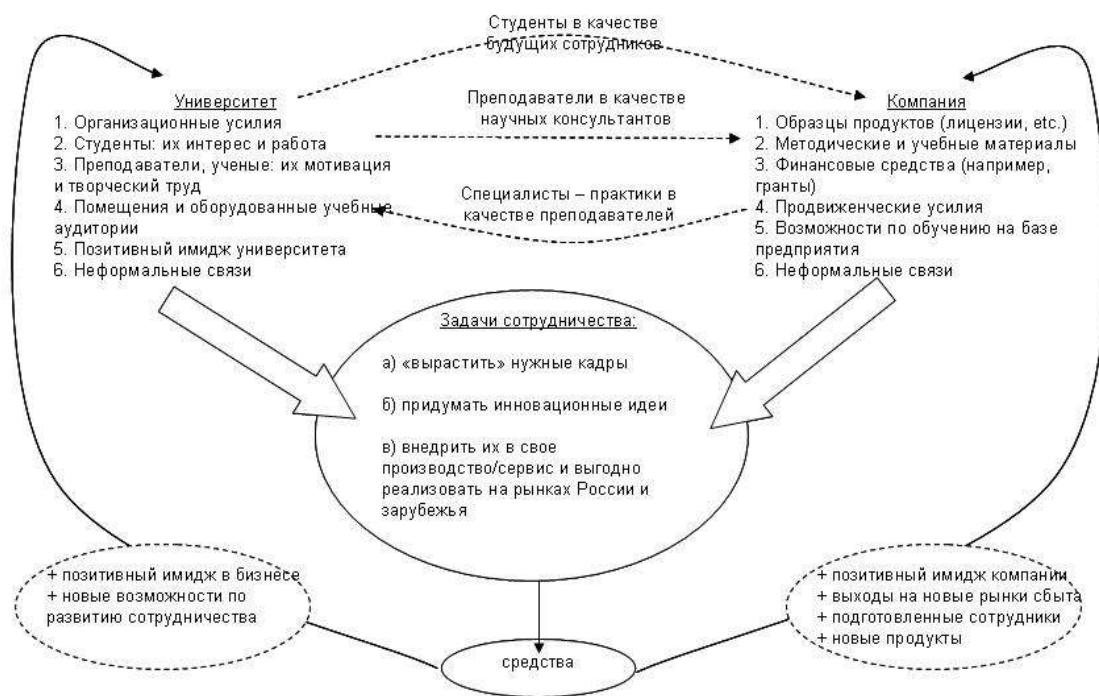 Студенты в качестве
будущих сотрудников
Университет
1. Организационные усилия
2. Студенты: их интерес и работа
3. Преподаватели, ученые: их мотивация
и творческий труд
4. Помещения и оборудованные учебные
аудитории
5. Позитивный имидж университета
6. Неформальные связи
Преподаватели в качестве
научных консультантов
Специалисты – практики в
качестве преподавателей
Компания
1. Образцы продуктов (лицензии, etc.)
2. Методические и учебные материалы
3. Финансовые средства (например,
гранты)
4. Продвиженческие усилия
5. Возможности по обучению на базе
предприятия
6. Неформальные связи
Задачи сотрудничества:
а) «вырастить» нужные кадры
б) придумать инновационные идеи
в) внедрить их в свое
производство/сервис и выгодно
реализовать на рынках России и
зарубежья
+ позитивный имидж в бизнесе
+ новые возможности по
развитию сотрудничества
+ позитивный имидж компании
+ выходы на новые рынки сбыта
+ подготовленные сотрудники
+ новые продукты
средства